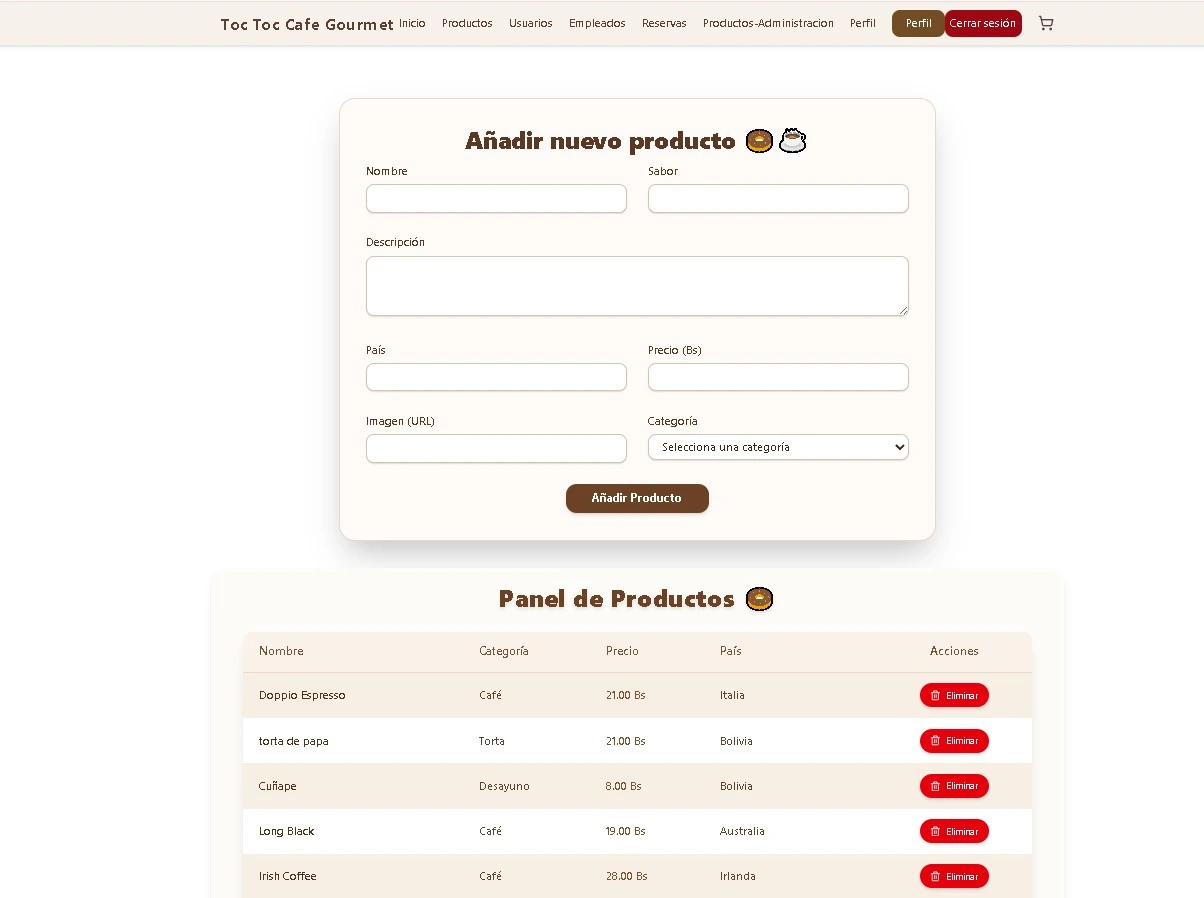 Toc Toc Cafe Gourmet Inicio Productos Usuarios Empleados Reservas Productos-Administracion Perfil Perfil Cerrar sesión
Añadir nuevo producto
Nombre Sabor
Descripción
País Precio (Bs)
Imagen (URL) Categoría
Selecciona una categoría
Añadir Producto
Panel de Productos
Nombre Categoría Precio País Acciones
Doppio Espresso Café 21.00 Bs Italia Eliminar
torta de papa Torta 21.00 Bs Bolivia Eliminar
Cuñape Desayuno 8.00 Bs Bolivia Eliminar
Long Black Café 19.00 Bs Australia Eliminar
Irish Coffee Café 28.00 Bs Irlanda Eliminar